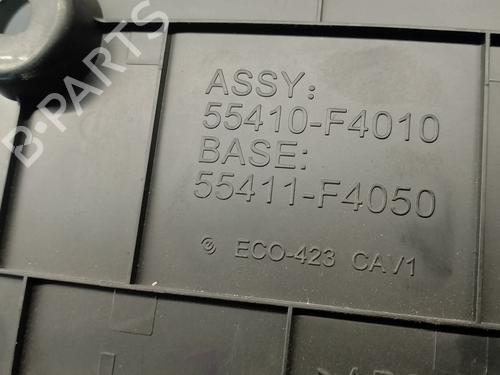 B-PARTS
ASSY:
55410-F4010
BASE:
55411-F4050
ECO-423 CAV1